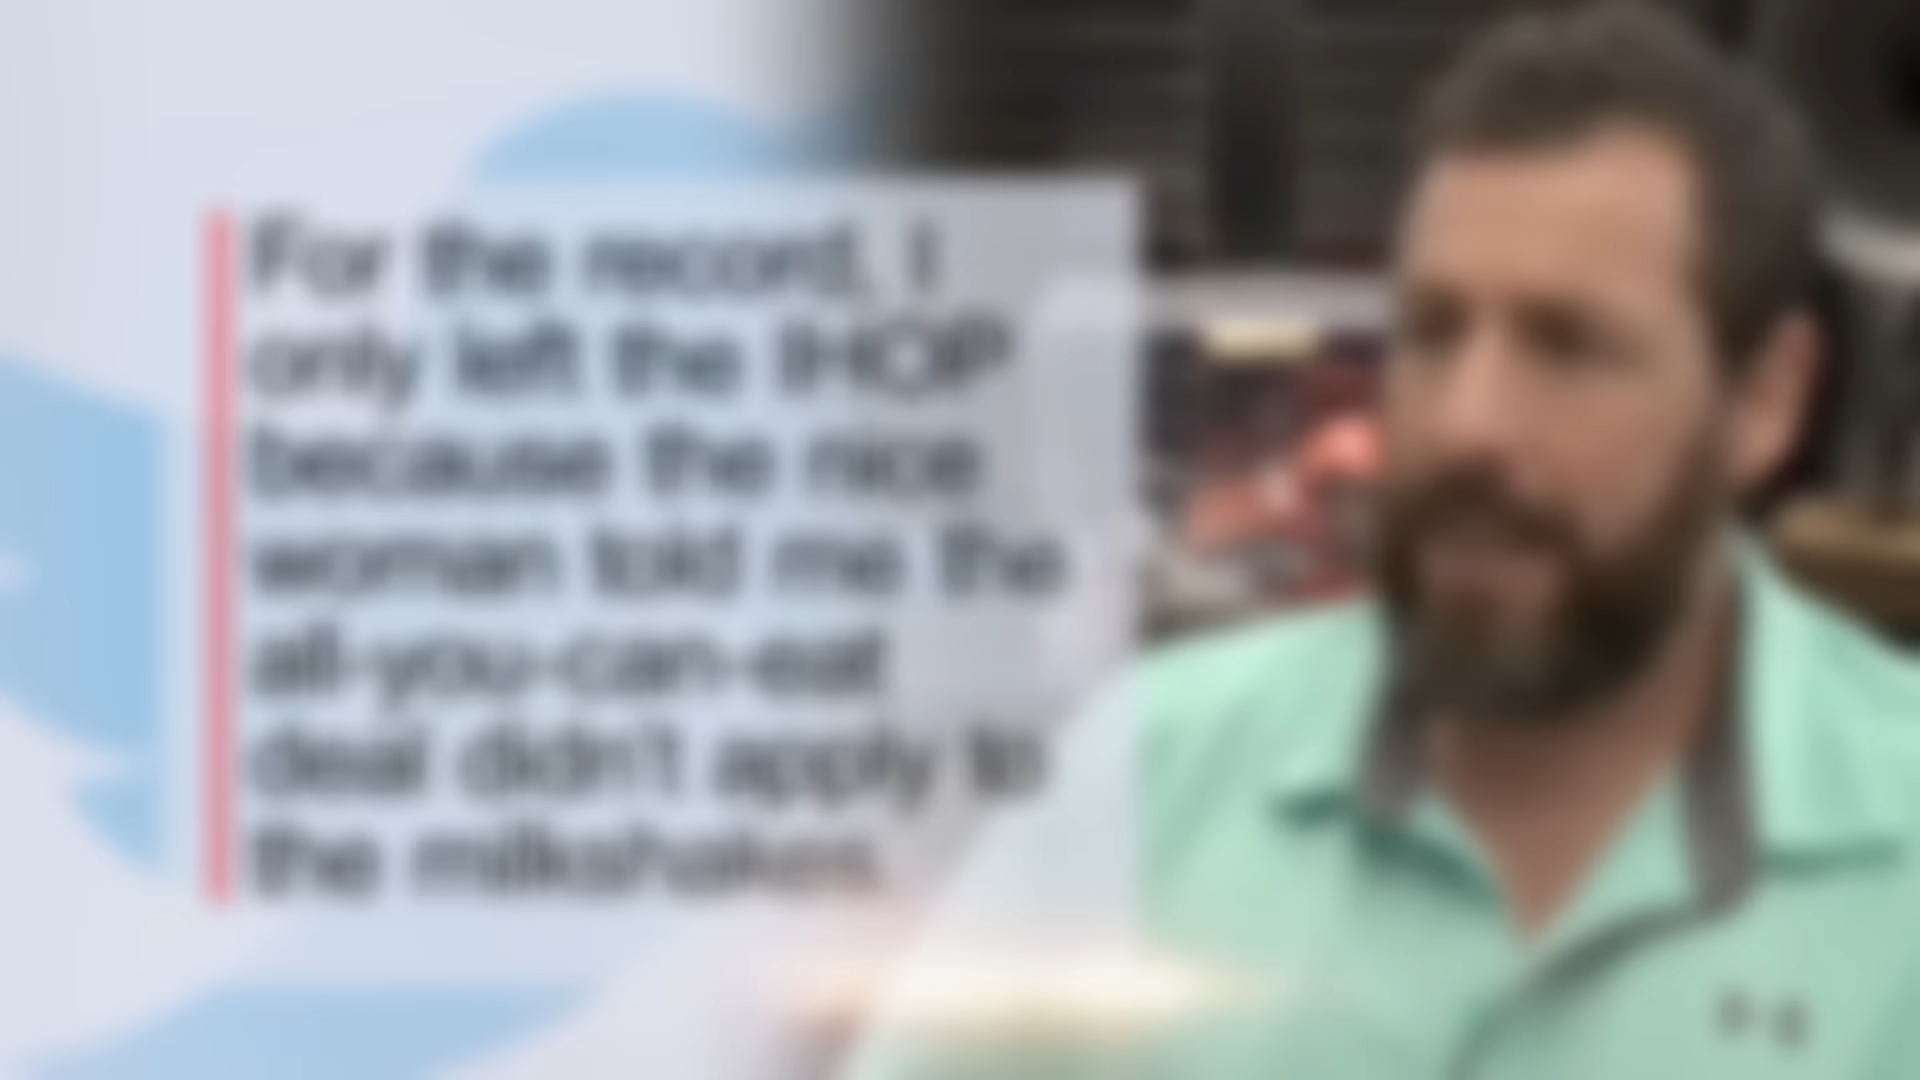 For the record, I
only left the IHOP
because the nice
woman told me the
all-you-can-eat
deal didn't apply to
the milkshakes.